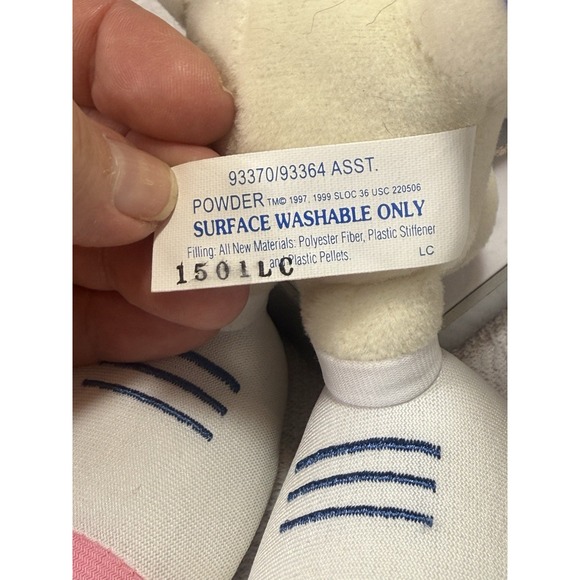 93370/93364 ASST.
POWDER TM© 1997, 1999 SLOC 36 USC 220506
SURFACE WASHABLE ONLY
Filling: All New Materials: Polyester Fiber, Plastic Stiffener
and Plastic Pellets. LC
1501LC